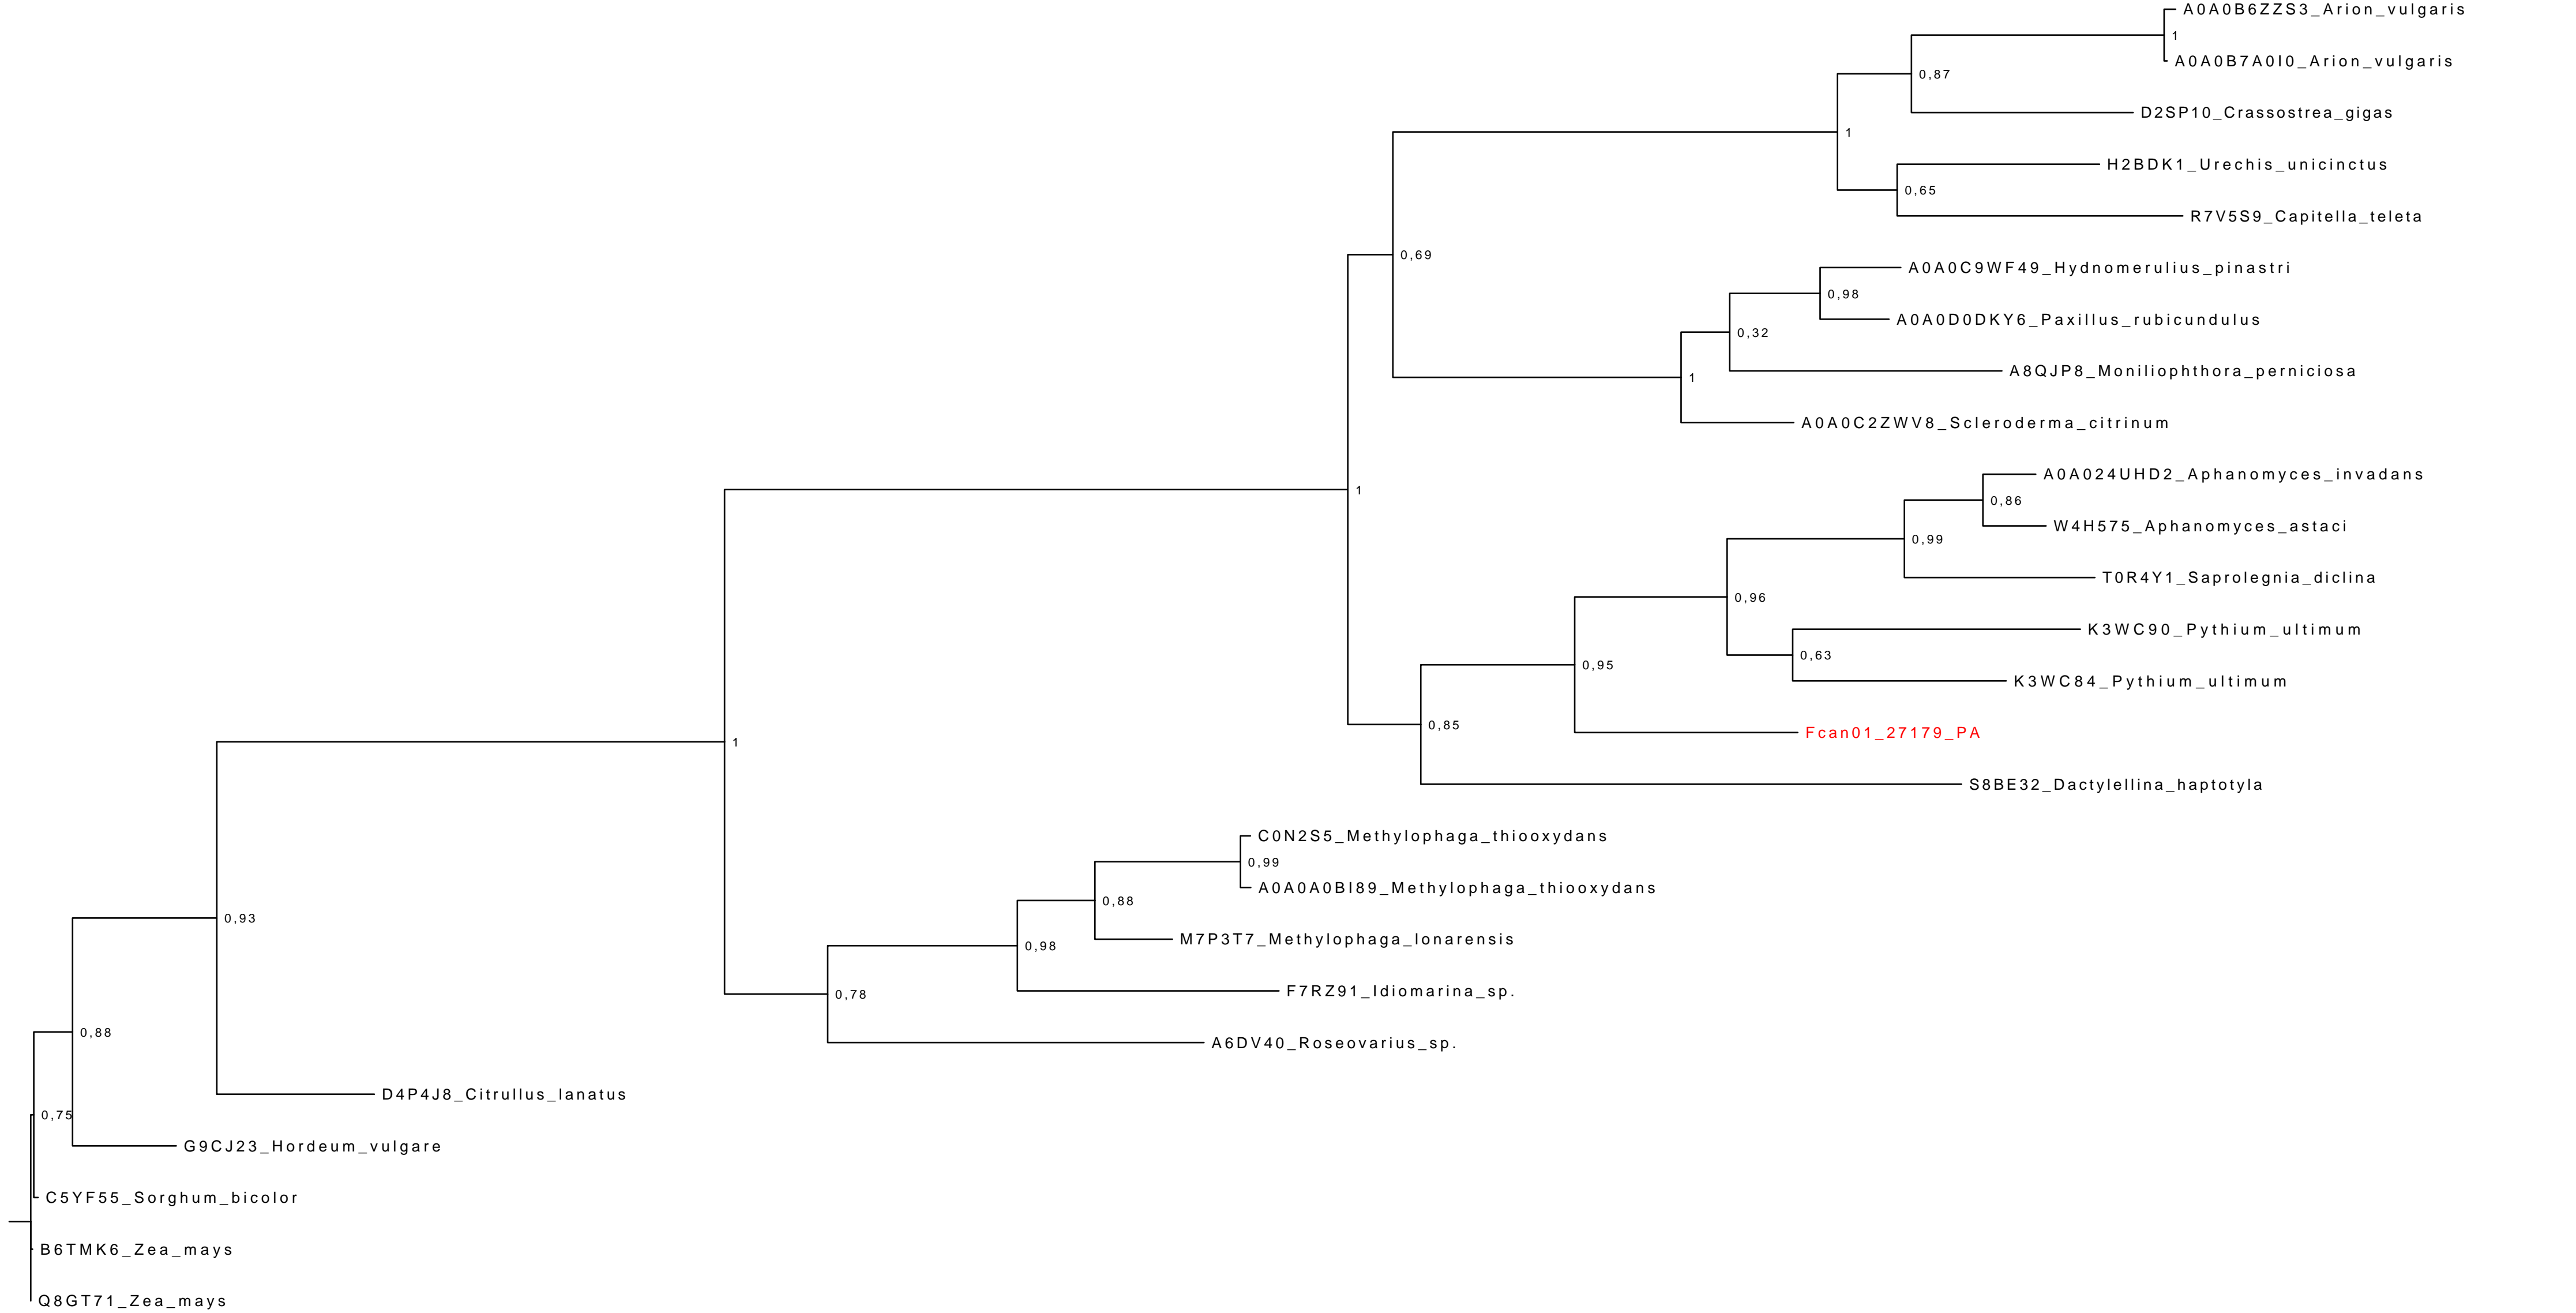 A0A0B6ZZS3_Arion_vulgaris
1
A0A0B7A0I0_Arion_vulgaris
0,87
D2SP10_Crassostrea_gigas
1
H2BDK1_Urechis_unicinctus
0,65
R7V5S9_Capitella_teleta
0,69
A0A0C9WF49_Hydnomerulius_pinastri
0,98
A0A0D0DKY6_Paxillus_rubicundulus
0,32
A8QJP8_Moniliophthora_perniciosa
1
A0A0C2ZWV8_Scleroderma_citrinum
A0A024UHD2_Aphanomyces_invadans
1
0,86
W4H575_Aphanomyces_astaci
0,99
T0R4Y1_Saprolegnia_diclina
0,96
K3WC90_Pythium_ultimum
0,63
0,95
K3WC84_Pythium_ultimum
0,85
Fcan01_27179_PA
1
S8BE32_Dactylellina_haptotyla
C0N2S5_Methylophaga_thiooxydans
0,99
A0A0A0BI89_Methylophaga_thiooxydans
0,88
0,93
M7P3T7_Methylophaga_lonarensis
0,98
F7RZ91_Idiomarina_sp.
0,78
0,88
A6DV40_Roseovarius_sp.
D4P4J8_Citrullus_lanatus
0,75
G9CJ23_Hordeum_vulgare
C5YF55_Sorghum_bicolor
B6TMK6_Zea_mays
Q8GT71_Zea_mays